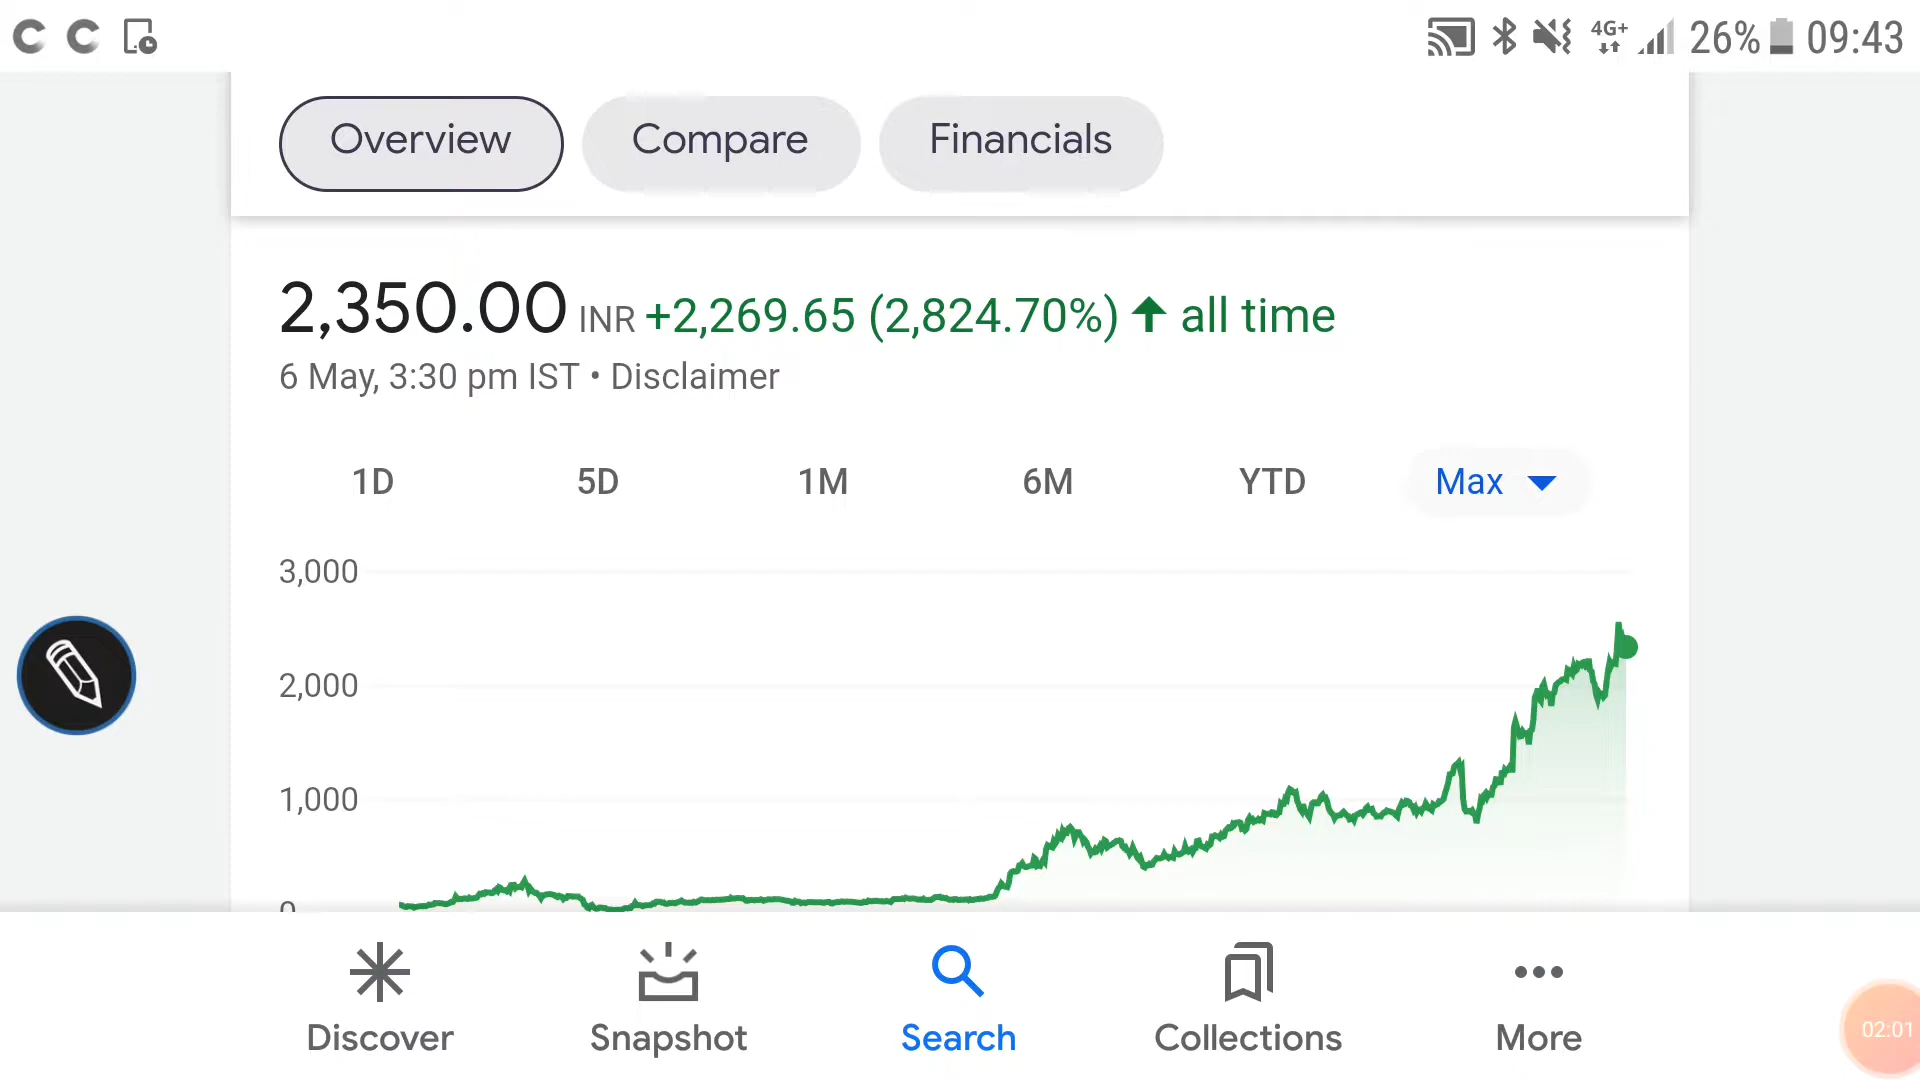 4G+ 26% 09:43
Overview Compare Financials
2,350.00 INR +2,269.65 (2,824.70%) all time
6 May, 3:30 pm IST • Disclaimer
1D 5D 1M 6M YTD Max
3,000
2,000
1,000
0
Discover Snapshot Search Collections More
02:01